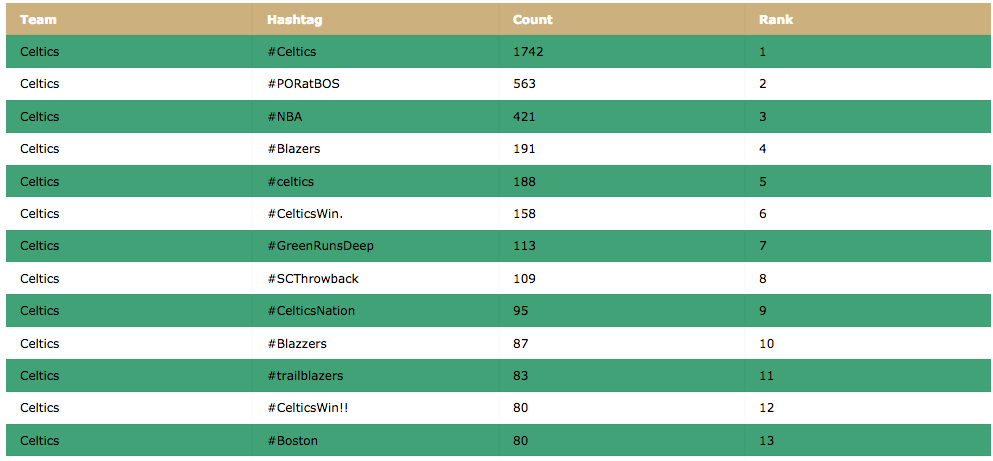 Team Hashtag Count Rank
Celtics #Celtics 1742 1
Celtics #PORatBOS 563 2
Celtics #NBA 421 3
Celtics #Blazers 191 4
Celtics #celtics 188 5
Celtics #CelticsWin. 158 6
Celtics #GreenRunsDeep 113 7
Celtics #SCThrowback 109 8
Celtics #CelticsNation 95 9
Celtics #Blazzers 87 10
Celtics #trailblazers 83 11
Celtics #CelticsWin!! 80 12
Celtics #Boston 80 13